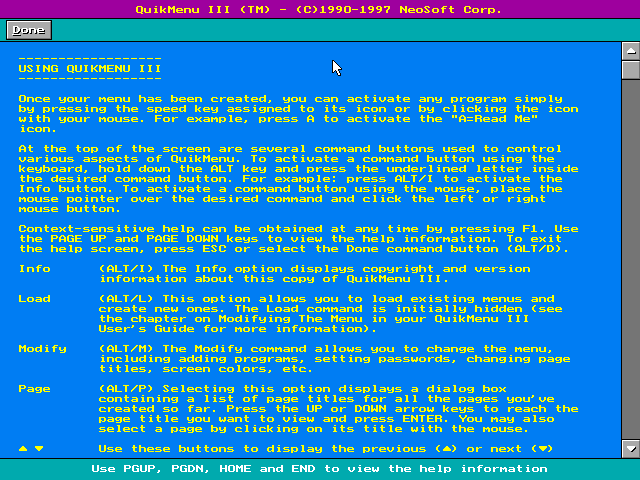 QuikMenu III (TM) - (C)1990-1997 NeoSoft Corp.
Done
------------------
USING QUIKMENU III
------------------
Once your menu has been created, you can activate any program simply
by pressing the speed key assigned to its icon or by clicking the icon
with your mouse. For example, press A to activate the "A=Read Me"
icon.
At the top of the screen are several command buttons used to control
various aspects of QuikMenu. To activate a command button using the
keyboard, hold down the ALT key and press the underlined letter inside
the desired command button. For example: press ALT/I to activate the
Info button. To activate a command button using the mouse, place the
mouse pointer over the desired command and click the left or right
mouse button.
Context-sensitive help can be obtained at any time by pressing F1. Use
the PAGE UP and PAGE DOWN keys to view the help information. To exit
the help screen, press ESC or select the Done command button (ALT/D).
Info (ALT/I) The Info option displays copyright and version
information about this copy of QuikMenu III.
Load (ALT/L) This option allows you to load existing menus and
create new ones. The Load command is initially hidden (see
the chapter on Modifying The Menu in your QuikMenu III
User's Guide for more information).
Modify (ALT/M) The Modify command allows you to change the menu,
including adding programs, setting passwords, changing page
titles, screen colors, etc.
Page (ALT/P) Selecting this option displays a dialog box
containing a list of page titles for all the pages you've
created so far. Press the UP or DOWN arrow keys to reach the
page title you want to view and press ENTER. You may also
select a page by clicking on its title with the mouse.
▲ ▼ Use these buttons to display the previous (▲) or next (▼)
Use PGUP, PGDN, HOME and END to view the help information